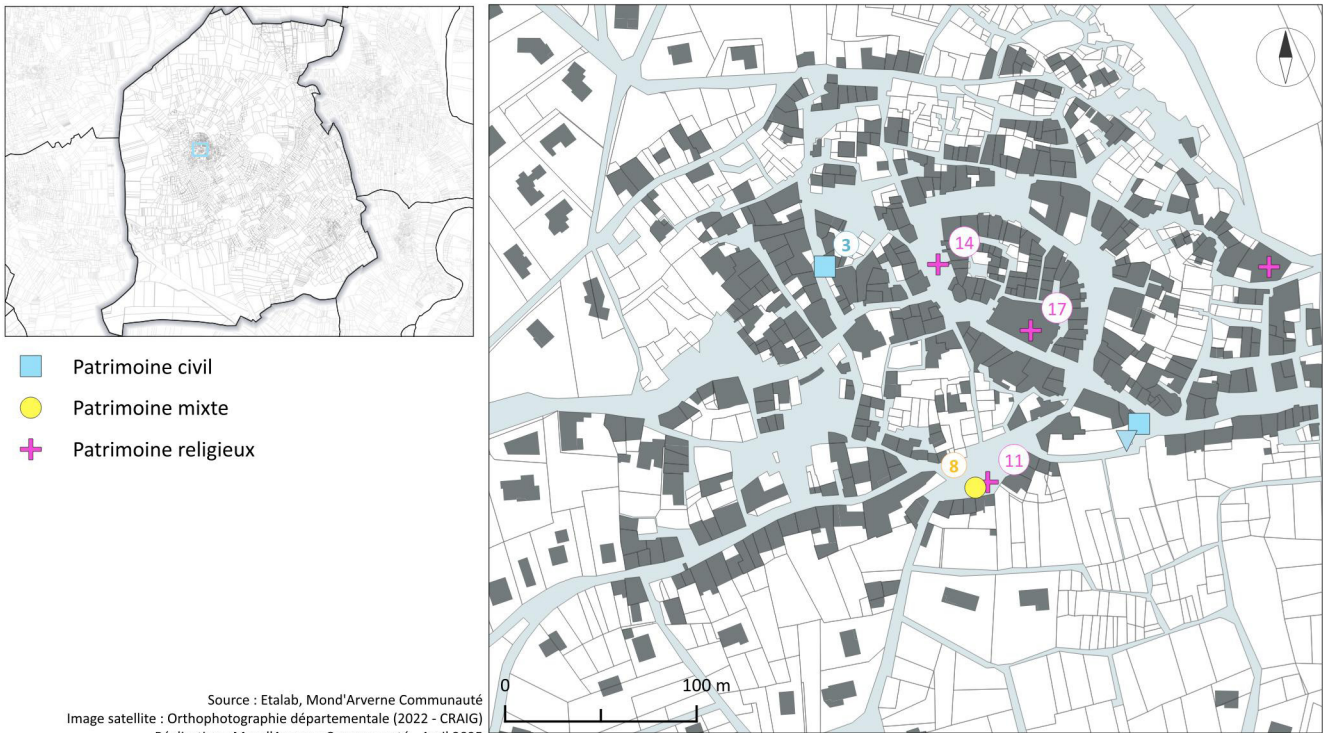 3
14
17
Patrimoine civil
Patrimoine mixte
Patrimoine religieux
8
11
0 100 m
Source : Etalab, Mond'Arverne Communauté
Image satellite : Orthophotographie départementale (2022 - CRAIG)